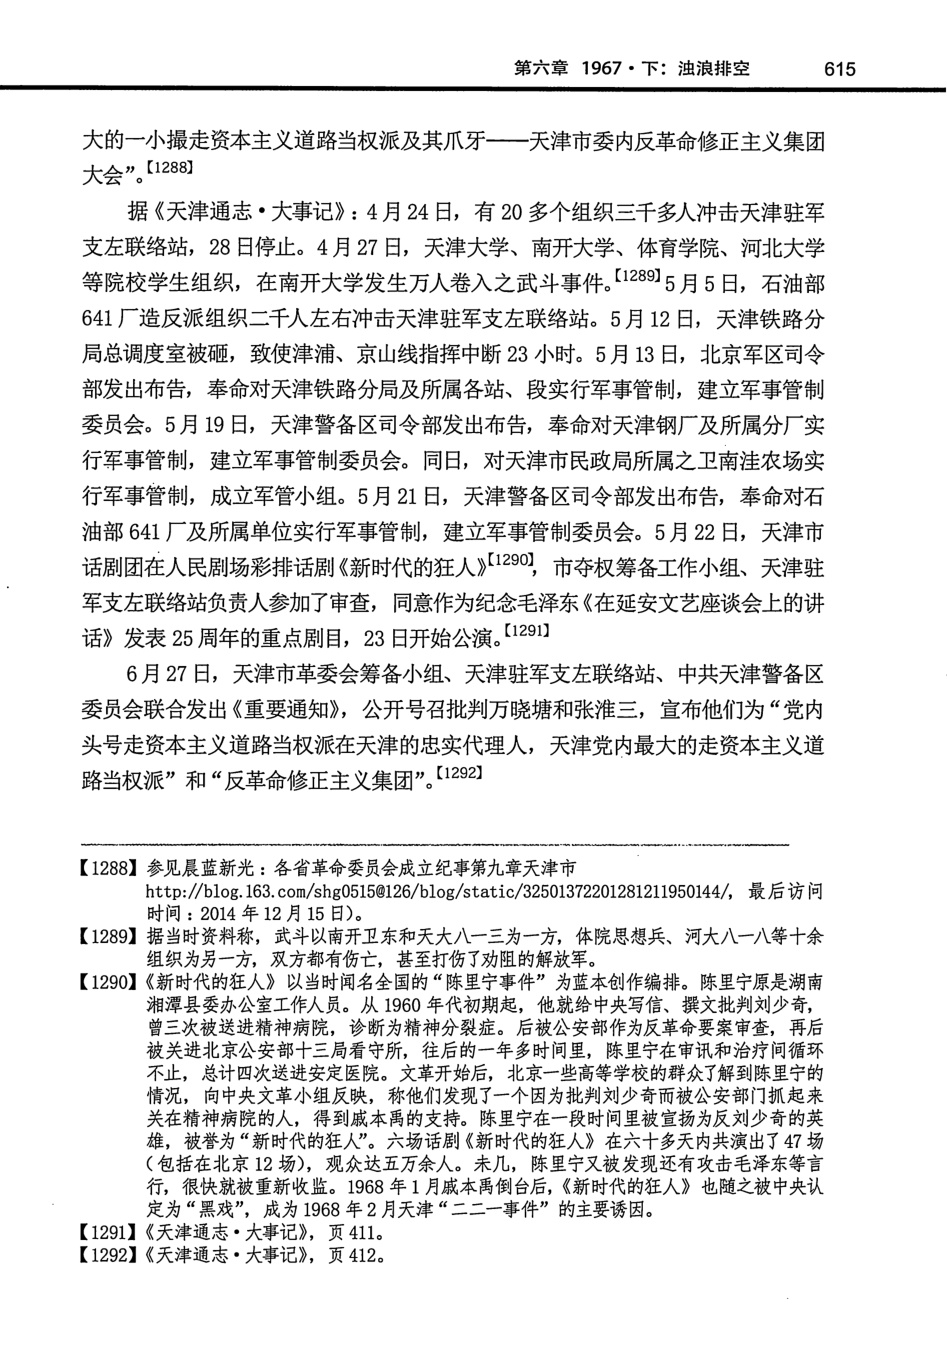 第六章 1967·下：浊浪排空 615
大的一小撮走资本主义道路当权派及其爪牙——天津市委内反革命修正主义集团
大会”。【1288】
据《天津通志·大事记》：4月24日，有20多个组织三千多人冲击天津驻军
支左联络站，28日停止。4月27日，天津大学、南开大学、体育学院、河北大学
等院校学生组织，在南开大学发生万人卷入之武斗事件。【1289】5月5日，石油部
641厂造反派组织二千人左右冲击天津驻军支左联络站。5月12日，天津铁路分
局总调度室被砸，致使津浦、京山线指挥中断23小时。5月13日，北京军区司令
部发出布告，奉命对天津铁路分局及所属各站、段实行军事管制，建立军事管制
委员会。5月19日，天津警备区司令部发出布告，奉命对天津钢厂及所属分厂实
行军事管制，建立军事管制委员会。同日，对天津市民政局所属之卫南洼农场实
行军事管制，成立军管小组。5月21日，天津警备区司令部发出布告，奉命对石
油部641厂及所属单位实行军事管制，建立军事管制委员会。5月22日，天津市
话剧团在人民剧场彩排话剧《新时代的狂人》【1290】，市夺权筹备工作小组、天津驻
军支左联络站负责人参加了审查，同意作为纪念毛泽东《在延安文艺座谈会上的讲
话》发表25周年的重点剧目，23日开始公演。【1291】
6月27日，天津市革委会筹备小组、天津驻军支左联络站、中共天津警备区
委员会联合发出《重要通知》，公开号召批判万晓塘和张淮三，宣布他们为“党内
头号走资本主义道路当权派在天津的忠实代理人，天津党内最大的走资本主义道
路当权派”和“反革命修正主义集团”。【1292】
【1288】参见晨蓝新光：各省革命委员会成立纪事第九章天津市
http://blog.163.com/shg0515@126/blog/static/32501372201281211950144/，最后访问
时间：2014年12月15日）。
【1289】据当时资料称，武斗以南开卫东和天大八一三为一方，体院思想兵、河大八一八等十余
组织为另一方，双方都有伤亡，甚至打伤了劝阻的解放军。
【1290】《新时代的狂人》以当时闻名全国的“陈里宁事件”为蓝本创作编排。陈里宁原是湖南
湘潭县委办公室工作人员。从1960年代初期起，他就给中央写信、撰文批判刘少奇，
曾三次被送进精神病院，诊断为精神分裂症。后被公安部作为反革命要案审查，再后
被关进北京公安部十三局看守所，往后的一年多时间里，陈里宁在审讯和治疗间循环
不止，总计四次送进安定医院。文革开始后，北京一些高等学校的群众了解到陈里宁的
情况，向中央文革小组反映，称他们发现了一个因为批判刘少奇而被公安部门抓起来
关在精神病院的人，得到戚本禹的支持。陈里宁在一段时间里被宣扬为反刘少奇的英
雄，被誉为“新时代的狂人”。六场话剧《新时代的狂人》在六十多天内共演出了47场
（包括在北京12场），观众达五万余人。未几，陈里宁又被发现还有攻击毛泽东等言
行，很快就被重新收监。1968年1月戚本禹倒台后，《新时代的狂人》也随之被中央认
定为“黑戏”，成为1968年2月天津“二二一事件”的主要诱因。
【1291】《天津通志·大事记》，页411。
【1292】《天津通志·大事记》，页412。